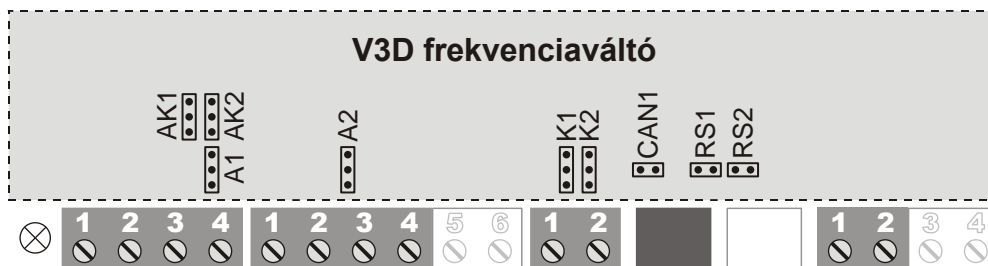 V3D frekvenciaváltó
AK1 AK2 A1 A2 K1 K2 CAN1 RS1 RS2
1 2 3 4 1 2 3 4 5 6 1 2 1 2 3 4